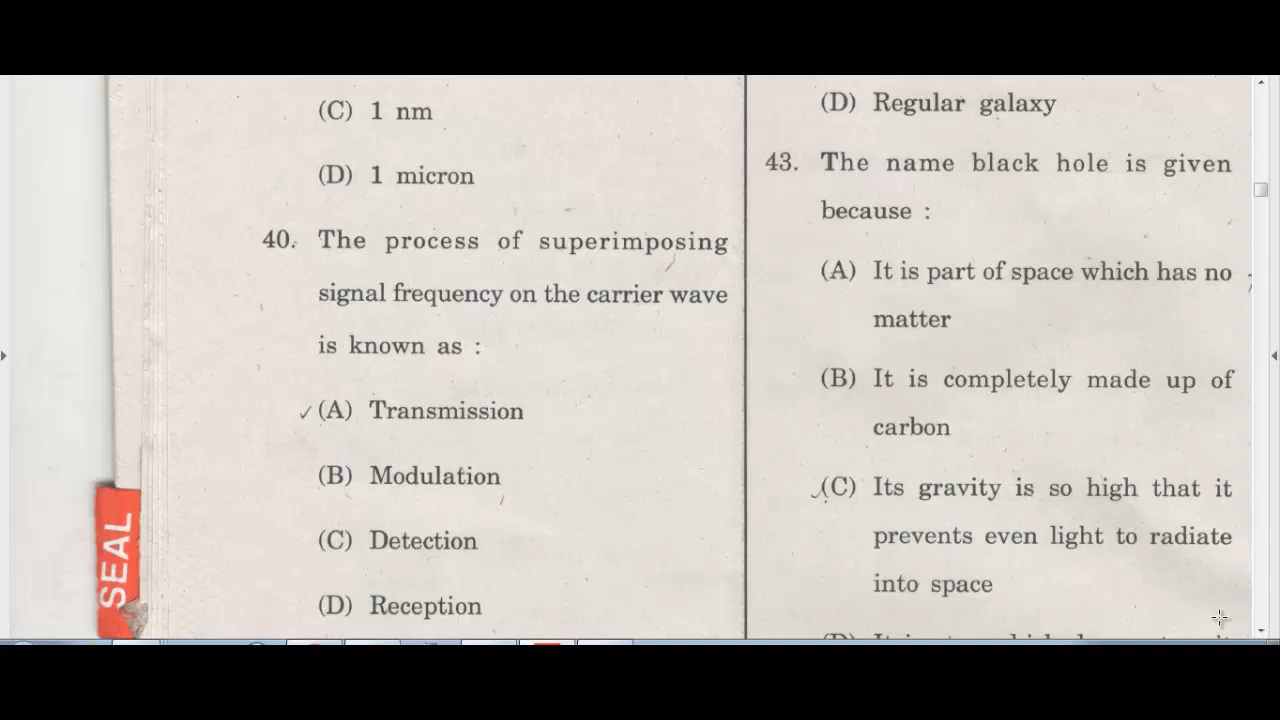 (C) 1 nm
(D) 1 micron
40. The process of superimposing
signal frequency on the carrier wave
is known as :
(A) Transmission
(B) Modulation
(C) Detection
(D) Reception
SEAL
(D) Regular galaxy
43. The name black hole is given
because :
(A) It is part of space which has no
matter
(B) It is completely made up of
carbon
(C) Its gravity is so high that it
prevents even light to radiate
into space